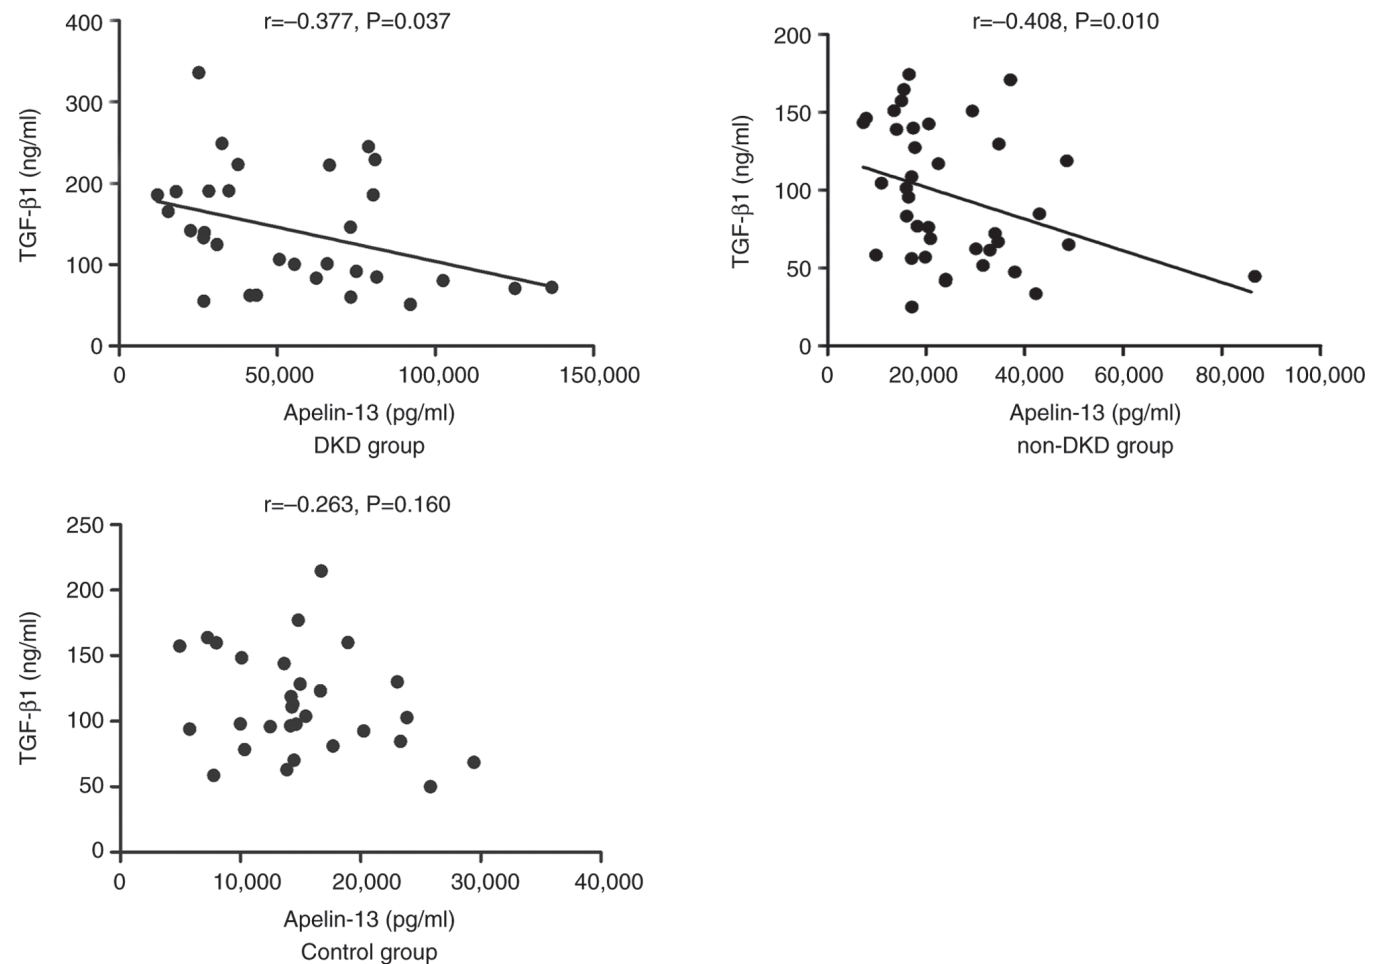 r=–0.377, P=0.037
400
300
200
100
0
TGF-β1 (ng/ml)
0 50,000 100,000 150,000
Apelin-13 (pg/ml)
DKD group
r=–0.408, P=0.010
200
150
100
50
0
TGF-β1 (ng/ml)
0 20,000 40,000 60,000 80,000 100,000
Apelin-13 (pg/ml)
non-DKD group
r=–0.263, P=0.160
250
200
150
100
50
0
TGF-β1 (ng/ml)
0 10,000 20,000 30,000 40,000
Apelin-13 (pg/ml)
Control group